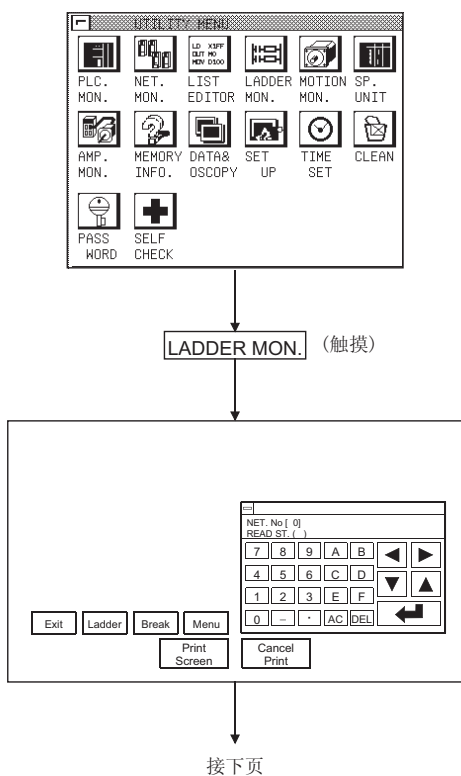 UTILITY MENU
LD X1FF
OUT M0
MOV D100
PLC. NET. LIST LADDER MOTION SP.
MON. MON. EDITOR MON. MON. UNIT
AMP. MEMORY DATA& SET TIME CLEAN
MON. INFO. OSCOPY UP SET
PASS SELF
WORD CHECK
LADDER MON. (触摸)
NET. No [ 0]
READ ST. ( )
7 8 9 A B
4 5 6 C D
1 2 3 E F
0 - · AC DEL
Exit Ladder Break Menu
Print Cancel
Screen Print
接下页